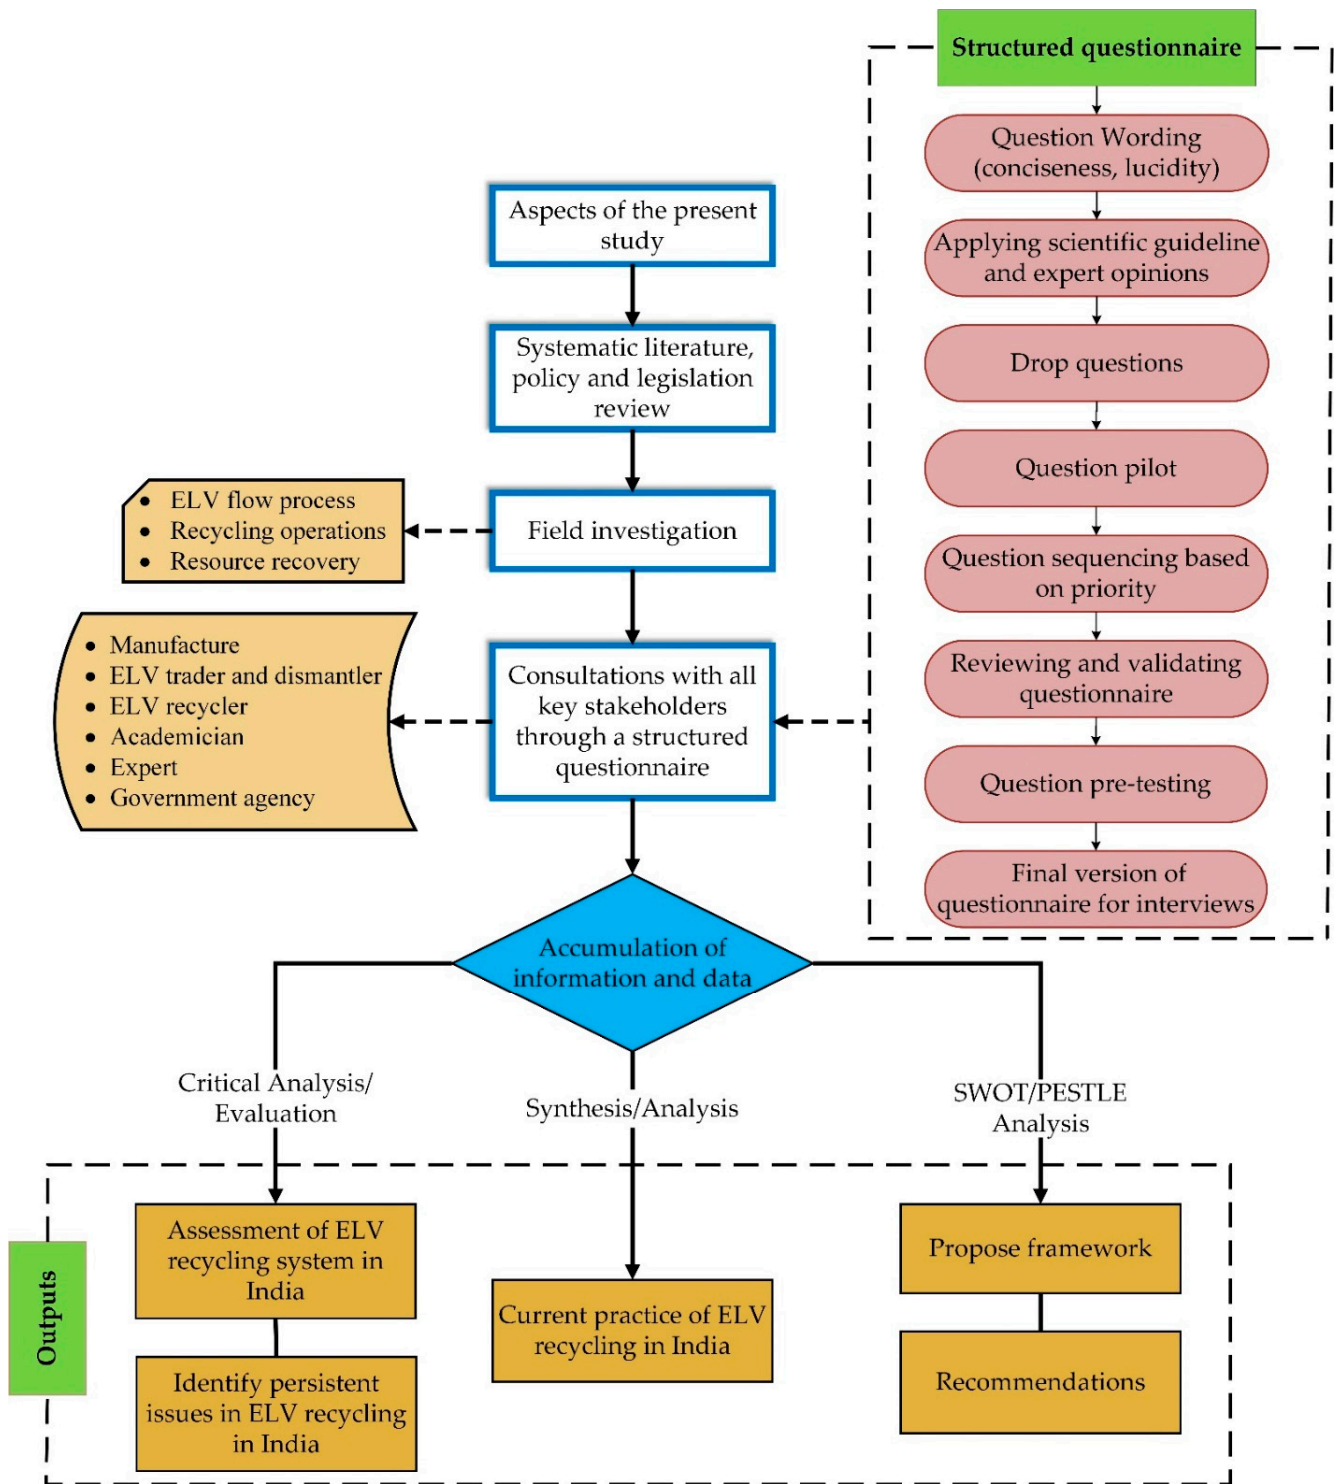 Structured questionnaire
Question Wording
(conciseness, lucidity)
Applying scientific guideline
and expert opinions
Drop questions
Question pilot
Question sequencing based
on priority
Reviewing and validating
questionnaire
Question pre-testing
Final version of
questionnaire for interviews
Aspects of the present
study
Systematic literature,
policy and legislation
review
Field investigation
• ELV flow process
• Recycling operations
• Resource recovery
Consultations with all
key stakeholders
through a structured
questionnaire
• Manufacture
• ELV trader and dismantler
• ELV recycler
• Academician
• Expert
• Government agency
Accumulation of
information and data
Critical Analysis/
Evaluation
Synthesis/Analysis
SWOT/PESTLE
Analysis
Outputs
Assessment of ELV
recycling system in
India
Identify persistent
issues in ELV recycling
in India
Current practice of ELV
recycling in India
Propose framework
Recommendations